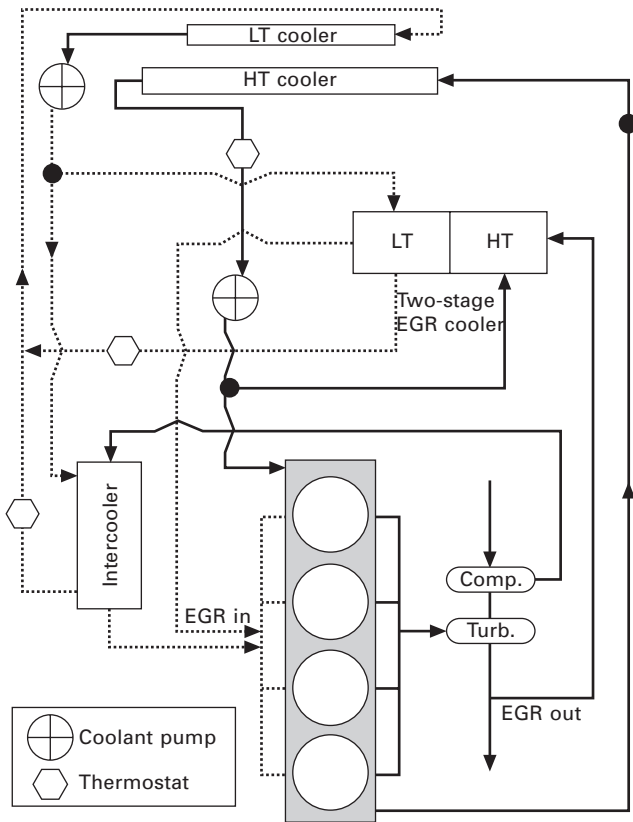 LT cooler
HT cooler
LT
HT
Two-stage
EGR cooler
Intercooler
Comp.
EGR in
Turb.
EGR out
Coolant pump
Thermostat